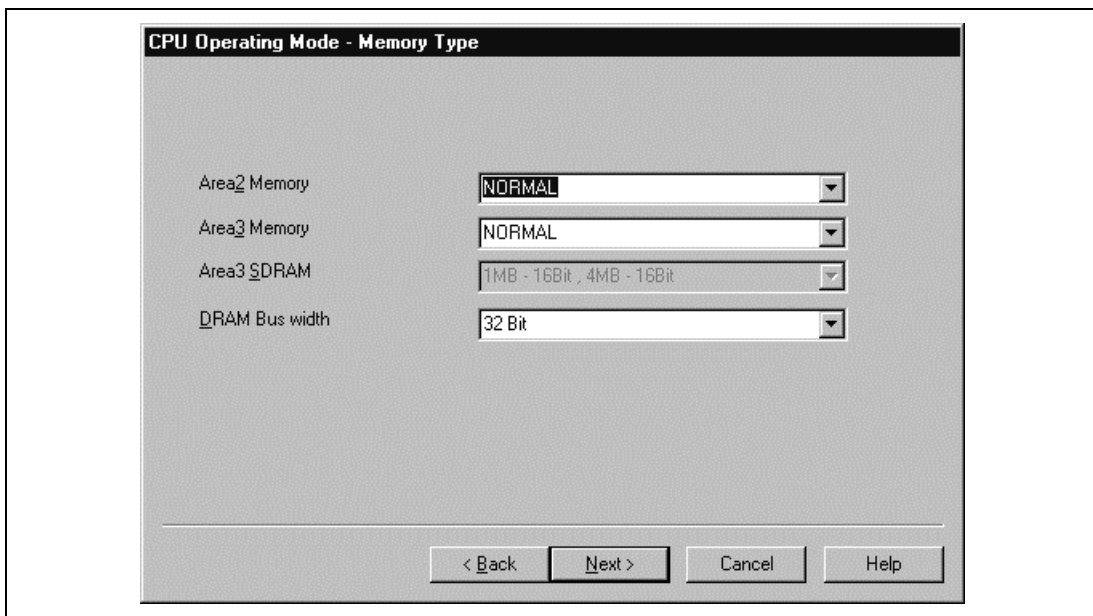 CPU Operating Mode - Memory Type
Area2 Memory NORMAL
Area3 Memory NORMAL
Area3 SDRAM 1MB - 16Bit , 4MB - 16Bit
DRAM Bus width 32 Bit
< Back Next > Cancel Help